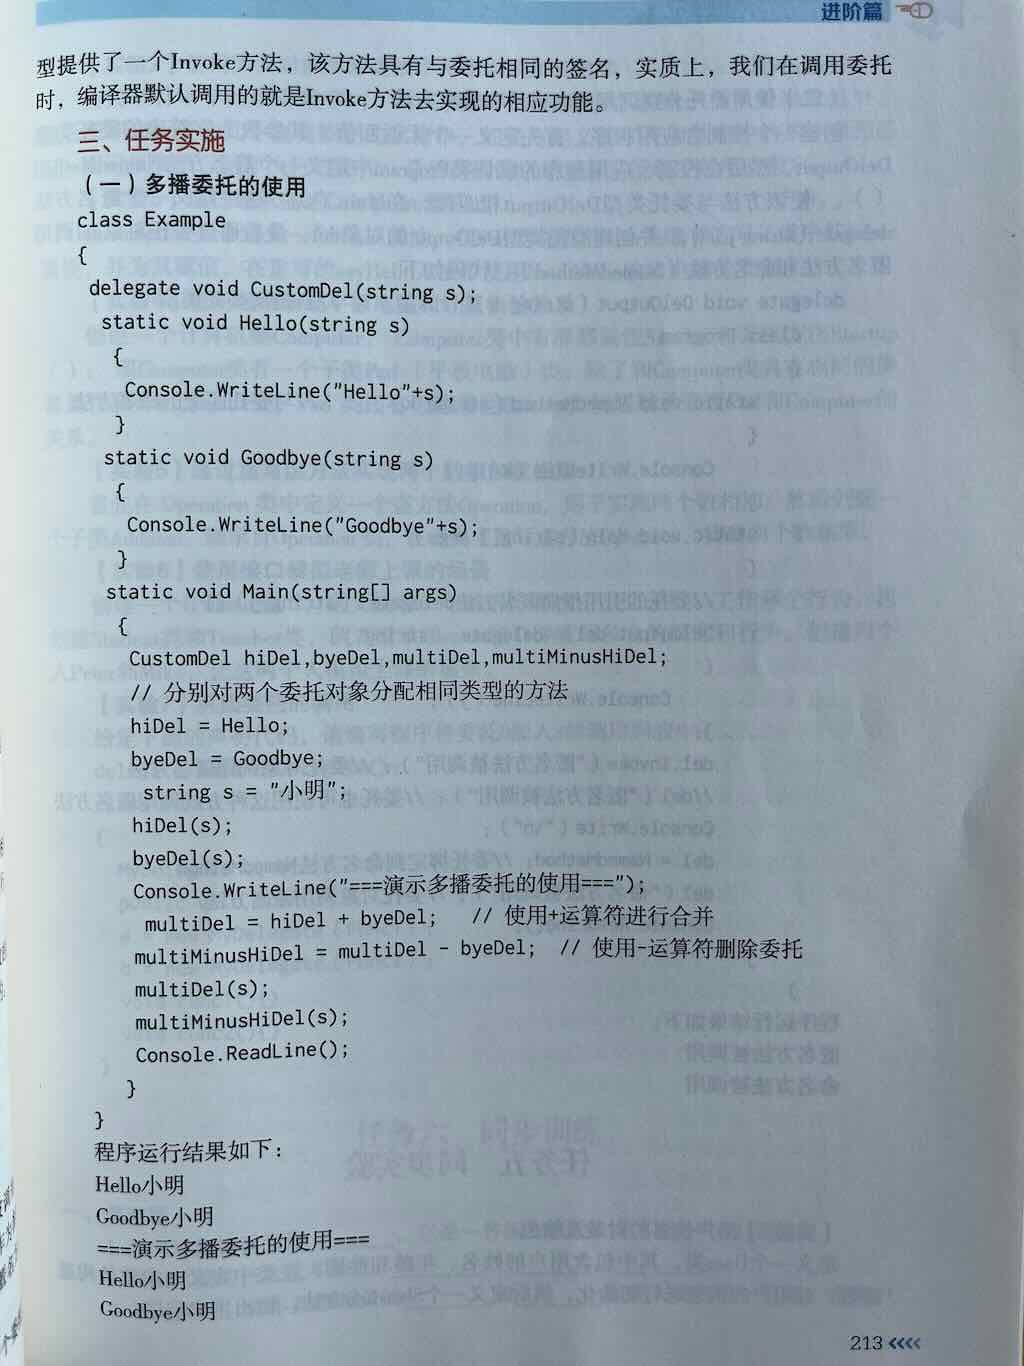 进阶篇
型提供了一个Invoke方法，该方法具有与委托相同的签名，实质上，我们在调用委托
时，编译器默认调用的就是Invoke方法去实现的相应功能。
三、任务实施
（一）多播委托的使用
class Example
{
delegate void CustomDel(string s);
static void Hello(string s)
{
Console.WriteLine("Hello"+s);
}
static void Goodbye(string s)
{
Console.WriteLine("Goodbye"+s);
}
static void Main(string[] args)
{
CustomDel hiDel,byeDel,multiDel,multiMinusHiDel;
// 分别对两个委托对象分配相同类型的方法
hiDel = Hello;
byeDel = Goodbye;
string s = "小明";
hiDel(s);
byeDel(s);
Console.WriteLine("===演示多播委托的使用===");
multiDel = hiDel + byeDel; // 使用+运算符进行合并
multiMinusHiDel = multiDel - byeDel; // 使用-运算符删除委托
multiDel(s);
multiMinusHiDel(s);
Console.ReadLine();
}
}
程序运行结果如下：
Hello小明
Goodbye小明
===演示多播委托的使用===
Hello小明
Goodbye小明
213